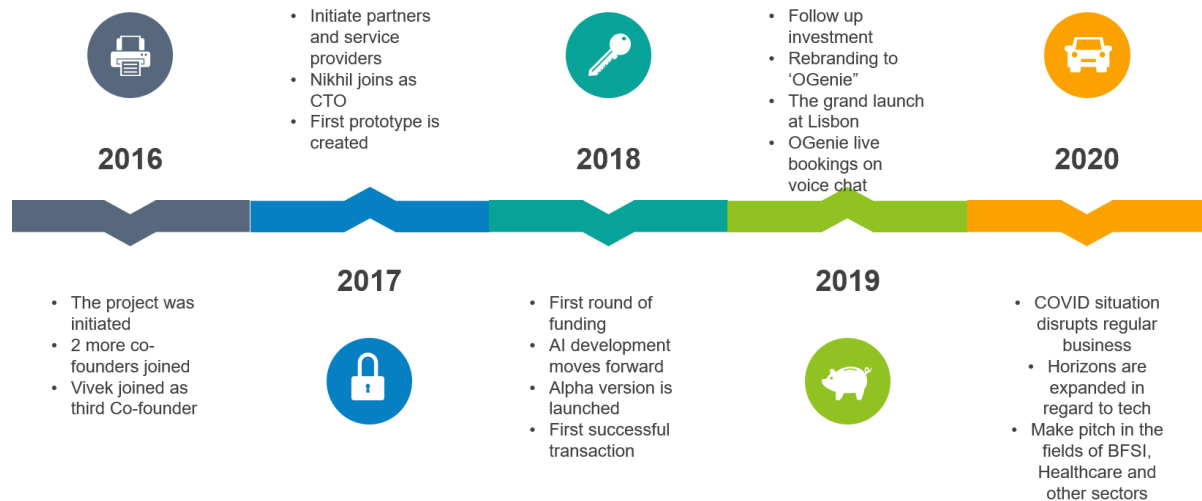 2016
• The project was
initiated
• 2 more co-
founders joined
• Vivek joined as
third Co-founder
• Initiate partners
and service
providers
• Nikhil joins as
CTO
• First prototype is
created
2017
2018
• First round of
funding
• AI development
moves forward
• Alpha version is
launched
• First successful
transaction
• Follow up
investment
• Rebranding to
‘OGenie”
• The grand launch
at Lisbon
• OGenie live
bookings on
voice chat
2019
2020
• COVID situation
disrupts regular
business
• Horizons are
expanded in
regard to tech
• Make pitch in the
fields of BFSI,
Healthcare and
other sectors